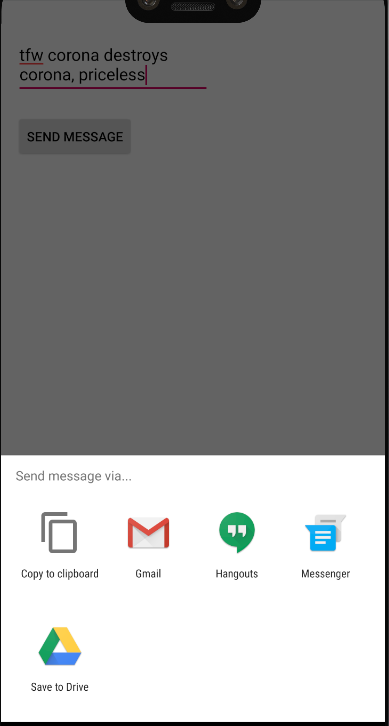 tfw corona destroys
corona, priceless
SEND MESSAGE
Send message via...
Copy to clipboard
Gmail
Hangouts
Messenger
Save to Drive